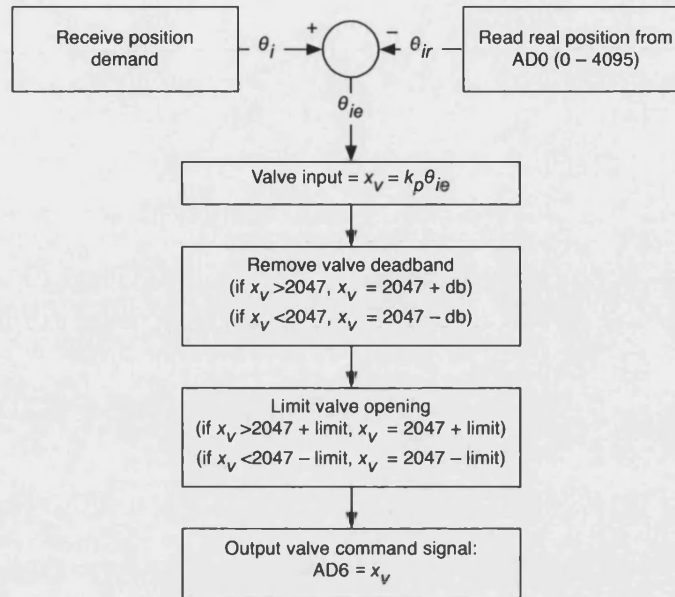 Receive position
demand
θi
+
−
θir
Read real position from
AD0 (0 – 4095)
θie
Valve input = xv = kpθie
Remove valve deadband
(if xv >2047, xv = 2047 + db)
(if xv <2047, xv = 2047 – db)
Limit valve opening
(if xv >2047 + limit, xv = 2047 + limit)
(if xv <2047 – limit, xv = 2047 – limit)
Output valve command signal:
AD6 = xv